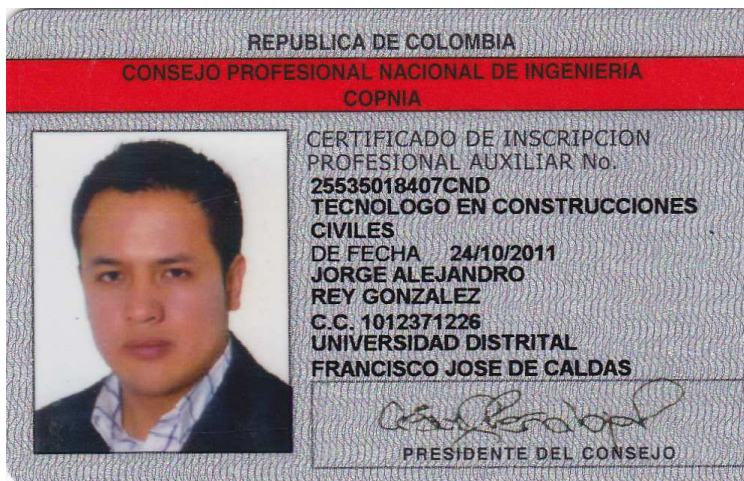 REPUBLICA DE COLOMBIA
CONSEJO PROFESIONAL NACIONAL DE INGENIERIA
COPNIA
CERTIFICADO DE INSCRIPCION
PROFESIONAL AUXILIAR No.
25535018407CND
TECNOLOGO EN CONSTRUCCIONES
CIVILES
DE FECHA 24/10/2011
JORGE ALEJANDRO
REY GONZALEZ
C.C. 1012371226
UNIVERSIDAD DISTRITAL
FRANCISCO JOSE DE CALDAS
PRESIDENTE DEL CONSEJO